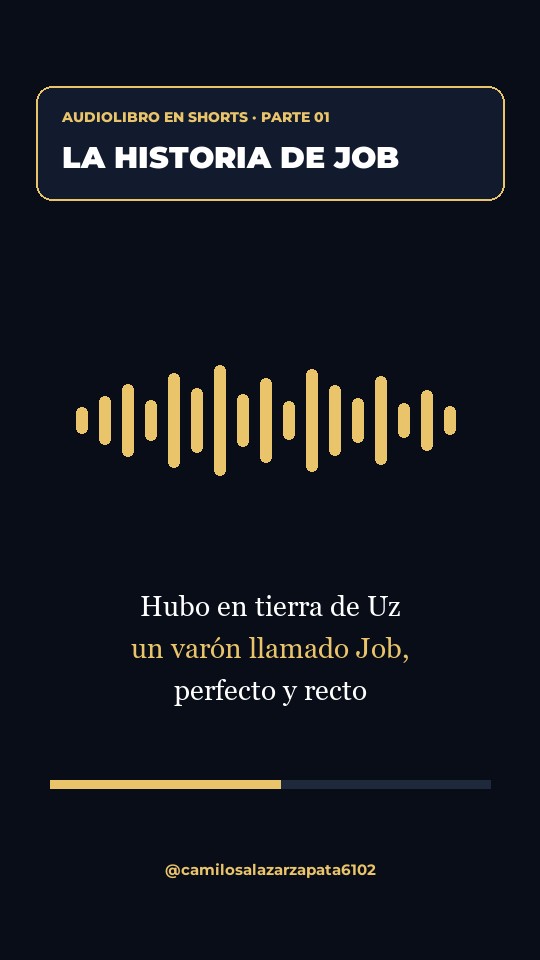 AUDIOLIBRO EN SHORTS · PARTE 01
LA HISTORIA DE JOB
Hubo en tierra de Uz
un varón llamado Job,
perfecto y recto
@camilosalazarzapata6102